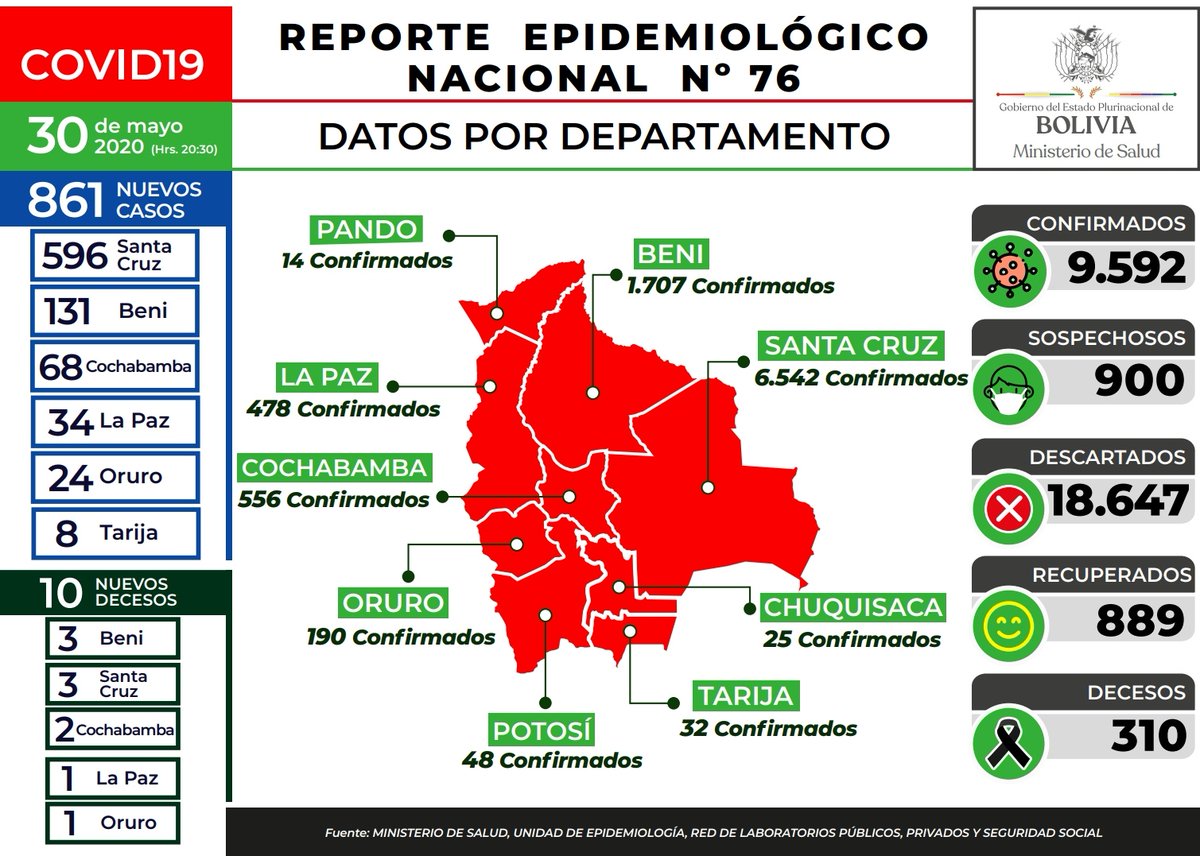 COVID19
30 de mayo
2020 (Hrs. 20:30)
REPORTE EPIDEMIOLÓGICO
NACIONAL Nº 76
DATOS POR DEPARTAMENTO
Gobierno del Estado Plurinacional de
BOLIVIA
Ministerio de Salud
861 NUEVOS
CASOS
596 Santa
Cruz
131 Beni
68 Cochabamba
34 La Paz
24 Oruro
8 Tarija
10 NUEVOS
DECESOS
3 Beni
3 Santa
Cruz
2 Cochabamba
1 La Paz
1 Oruro
PANDO
14 Confirmados
BENI
1.707 Confirmados
SANTA CRUZ
6.542 Confirmados
LA PAZ
478 Confirmados
COCHABAMBA
556 Confirmados
ORURO
190 Confirmados
CHUQUISACA
25 Confirmados
TARIJA
32 Confirmados
POTOSÍ
48 Confirmados
CONFIRMADOS
9.592
SOSPECHOSOS
900
DESCARTADOS
18.647
RECUPERADOS
889
DECESOS
310
Fuente: MINISTERIO DE SALUD, UNIDAD DE EPIDEMIOLOGÍA, RED DE LABORATORIOS PÚBLICOS, PRIVADOS Y SEGURIDAD SOCIAL